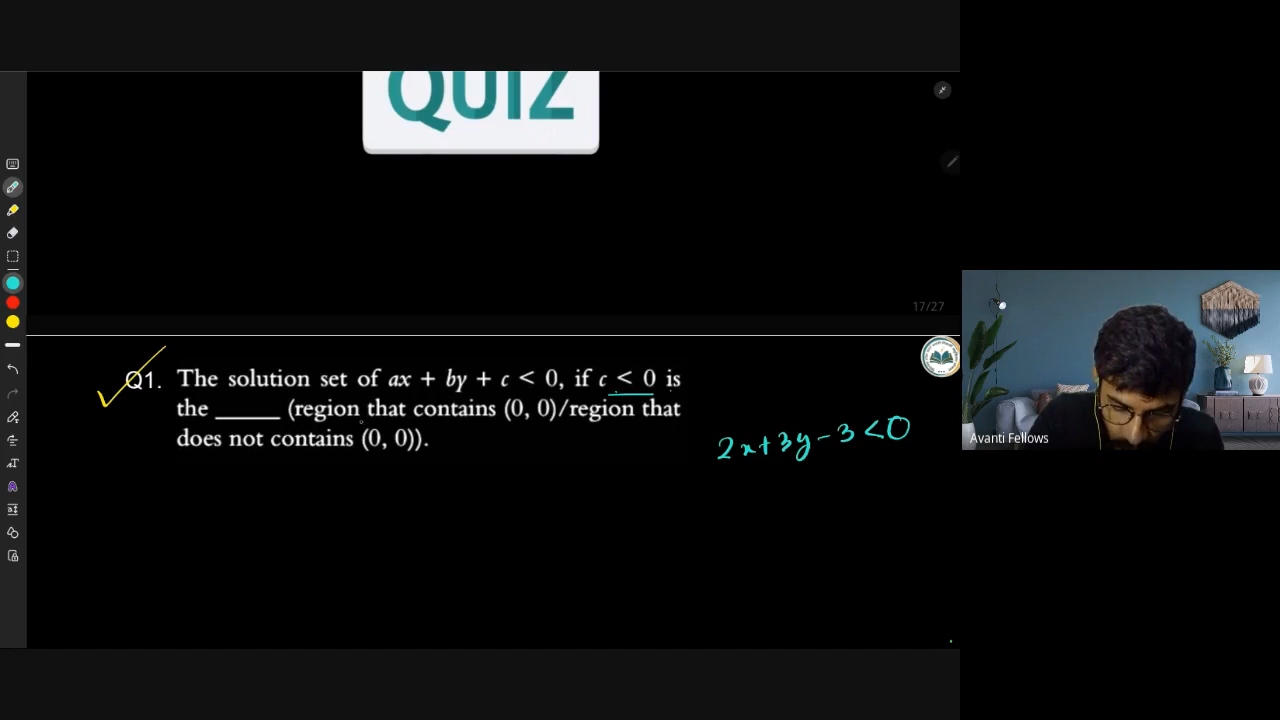 QUIZ
17/27
Q1. The solution set of ax + by + c < 0, if c < 0 is
the _____ (region that contains (0, 0)/region that
does not contains (0, 0)).
2x+3y-3<0
Avanti Fellows